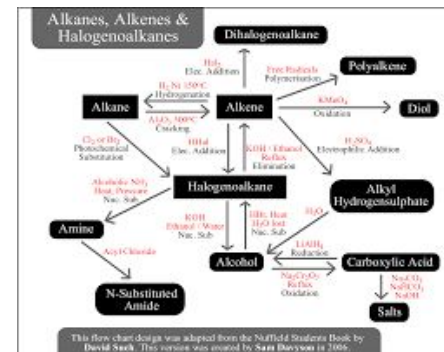 Alkanes, Alkenes &
Halogenoalkanes
Dihalogenoalkane
Hal₂
Elec. Addition
Free Radicals
Polymerisation
Polyalkene
H₂ Ni 150°C
Hydrogenation
Alkane
Alkene
KMnO₄
Oxidation
Diol
Al₂O₃ 500°C
Cracking
Cl₂ or Br₂
Photochemical
Substitution
HHal
Elec. Addition
KOH / Ethanol
Reflux
Elimination
H₂SO₄
Electrophilic Addition
Alcoholic NH₃
Heat, Pressure
Nuc. Sub
Halogenoalkane
Alkyl
Hydrogensulphate
Amine
KOH
Ethanol / Water
Nuc. Sub
HBr, Heat
H₂O lost
Nuc. Sub
H₂O
Acyl Chloride
Alcohol
LiAlH₄
Reduction
Carboxylic Acid
Na₂Cr₂O₇
Reflux
Oxidation
Na₂CO₃
NaHCO₃
NaOH
N-Substituted
Amide
Salts
This flow chart design was adapted from the Nuffield Students Book by
David Such. This version was created by Sam Davyson in 2006.